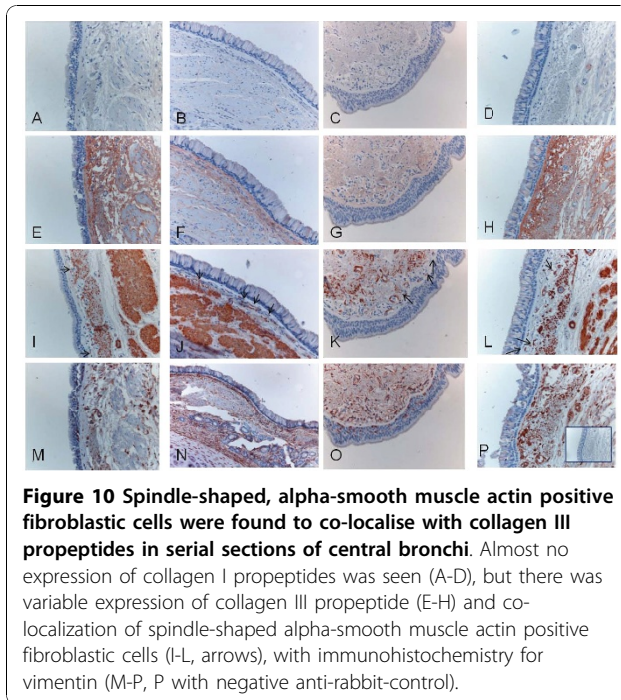 A
B
C
D
E
F
G
H
I
J
K
L
M
N
O
P
Figure 10 Spindle-shaped, alpha-smooth muscle actin positive
fibroblastic cells were found to co-localise with collagen III
propeptides in serial sections of central bronchi. Almost no
expression of collagen I propeptides was seen (A-D), but there was
variable expression of collagen III propeptide (E-H) and co-
localization of spindle-shaped alpha-smooth muscle actin positive
fibroblastic cells (I-L, arrows), with immunohistochemistry for
vimentin (M-P, P with negative anti-rabbit-control).